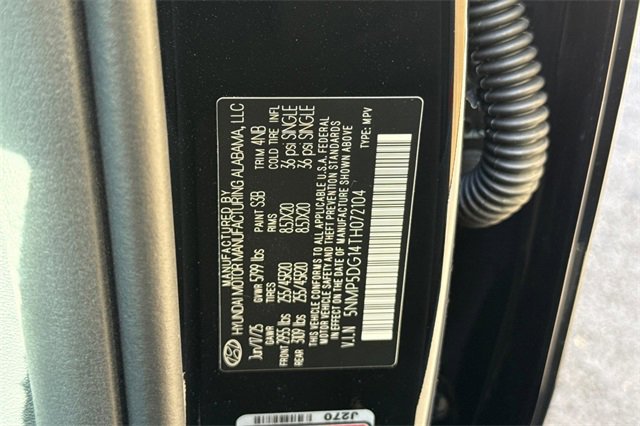 MANUFACTURED BY
HYUNDAI MOTOR MANUFACTURING ALABAMA, LLC
Jun/17/25 GVWR 5799 lbs PAINT S3B TRIM 4NB
GAWR TIRES RIMS COLD TIRE INFL
FRONT 2955 lbs 255/45R20 8.5JX20 36 psi SINGLE
REAR 3109 lbs 255/45R20 8.5JX20 36 psi SINGLE
THIS VEHICLE CONFORMS TO ALL APPLICABLE U.S.A. FEDERAL
MOTOR VEHICLE SAFETY AND THEFT PREVENTION STANDARDS
IN EFFECT ON THE DATE OF MANUFACTURE SHOWN ABOVE
V.I.N 5NMP5DG14TH072104 TYPE: MPV
J270